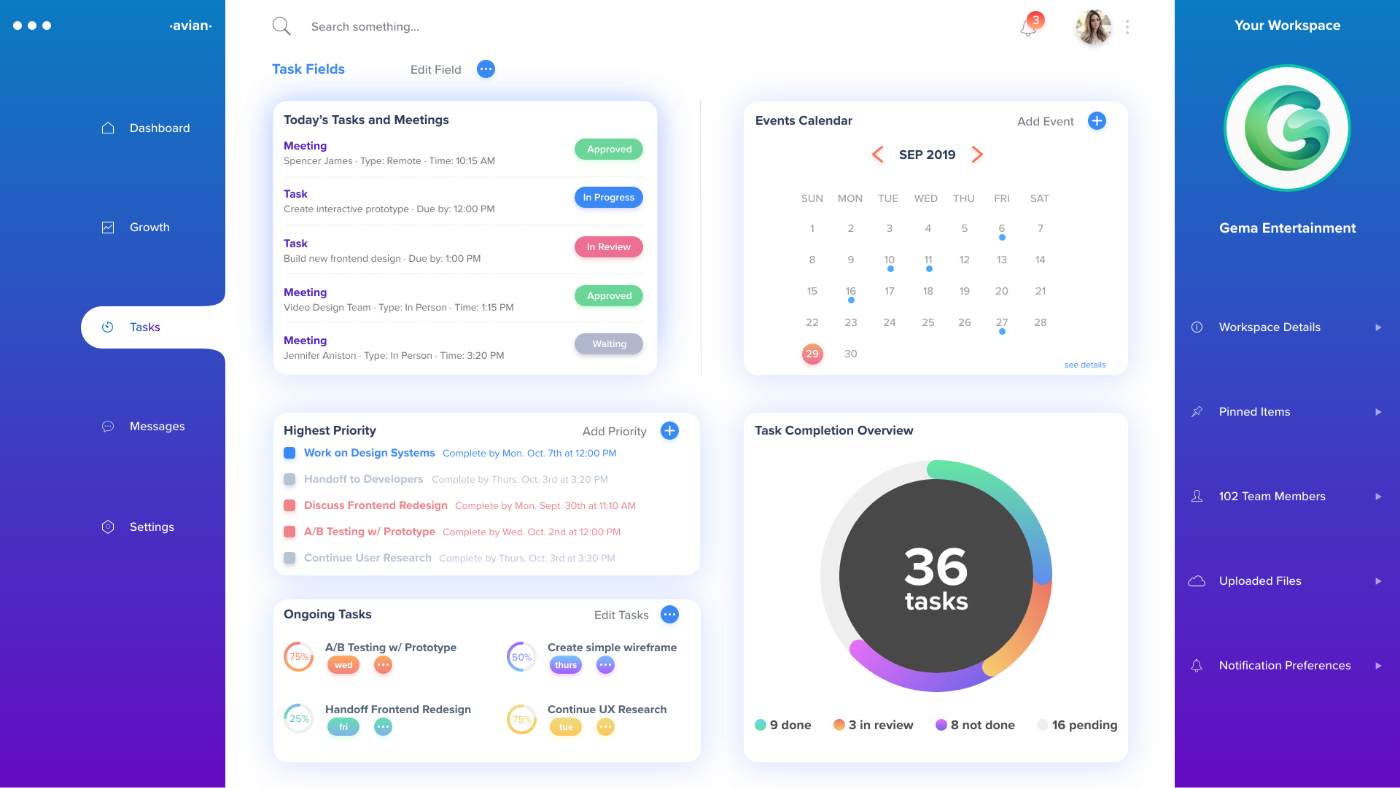 ·avian·
Dashboard
Growth
Tasks
Messages
Settings
Search something...
3
Task Fields
Edit Field
Today's Tasks and Meetings
Meeting
Spencer James · Type: Remote · Time: 10:15 AM
Approved
Task
Create interactive prototype · Due by: 12:00 PM
In Progress
Task
Build new frontend design · Due by: 1:00 PM
In Review
Meeting
Video Design Team · Type: In Person · Time: 1:15 PM
Approved
Meeting
Jennifer Aniston · Type: In Person · Time: 3:20 PM
Waiting
Events Calendar
Add Event
SEP 2019
SUN MON TUE WED THU FRI SAT
1 2 3 4 5 6 7
8 9 10 11 12 13 14
15 16 17 18 19 20 21
22 23 24 25 26 27 28
29 30
see details
Highest Priority
Add Priority
Work on Design Systems Complete by Mon. Oct. 7th at 12:00 PM
Handoff to Developers Complete by Thurs. Oct. 3rd at 3:20 PM
Discuss Frontend Redesign Complete by Mon. Sept. 30th at 11:10 AM
A/B Testing w/ Prototype Complete by Wed. Oct. 2nd at 12:00 PM
Continue User Research Complete by Thurs. Oct. 3rd at 3:30 PM
Ongoing Tasks
Edit Tasks
75%
A/B Testing w/ Prototype
wed
50%
Create simple wireframe
thurs
25%
Handoff Frontend Redesign
fri
75%
Continue UX Research
tue
Task Completion Overview
36
tasks
9 done 3 in review 8 not done 16 pending
Your Workspace
Gema Entertainment
Workspace Details
Pinned Items
102 Team Members
Uploaded Files
Notification Preferences